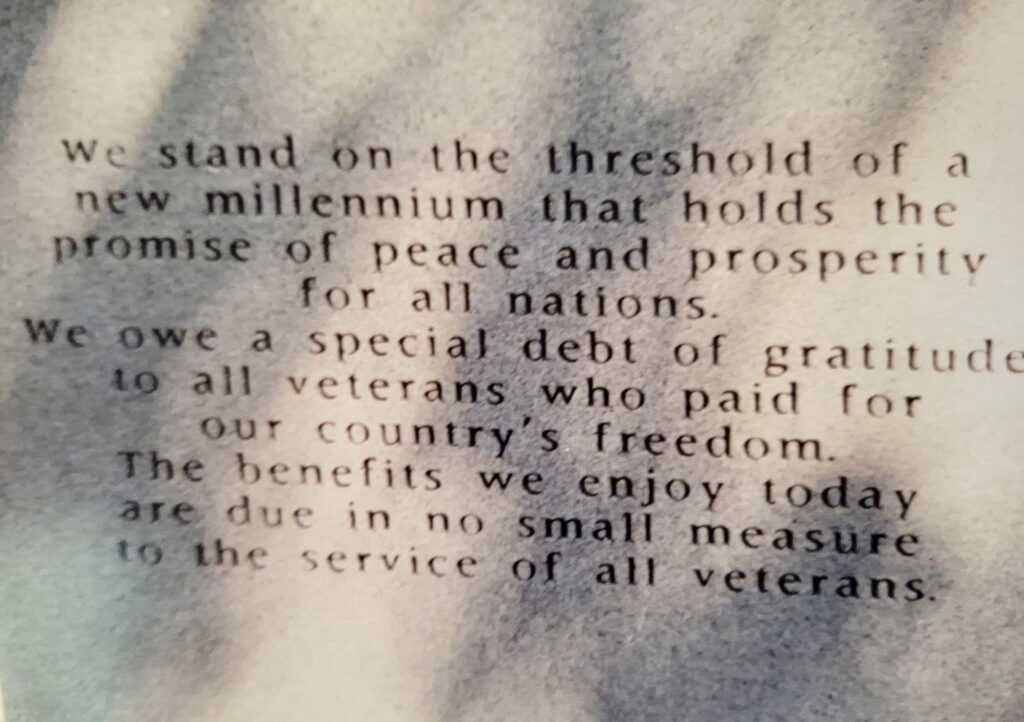 We stand on the threshold of a
new millennium that holds the
promise of peace and prosperity
for all nations.
We owe a special debt of gratitude
to all veterans who paid for
our country's freedom.
The benefits we enjoy today
are due in no small measure
to the service of all veterans.